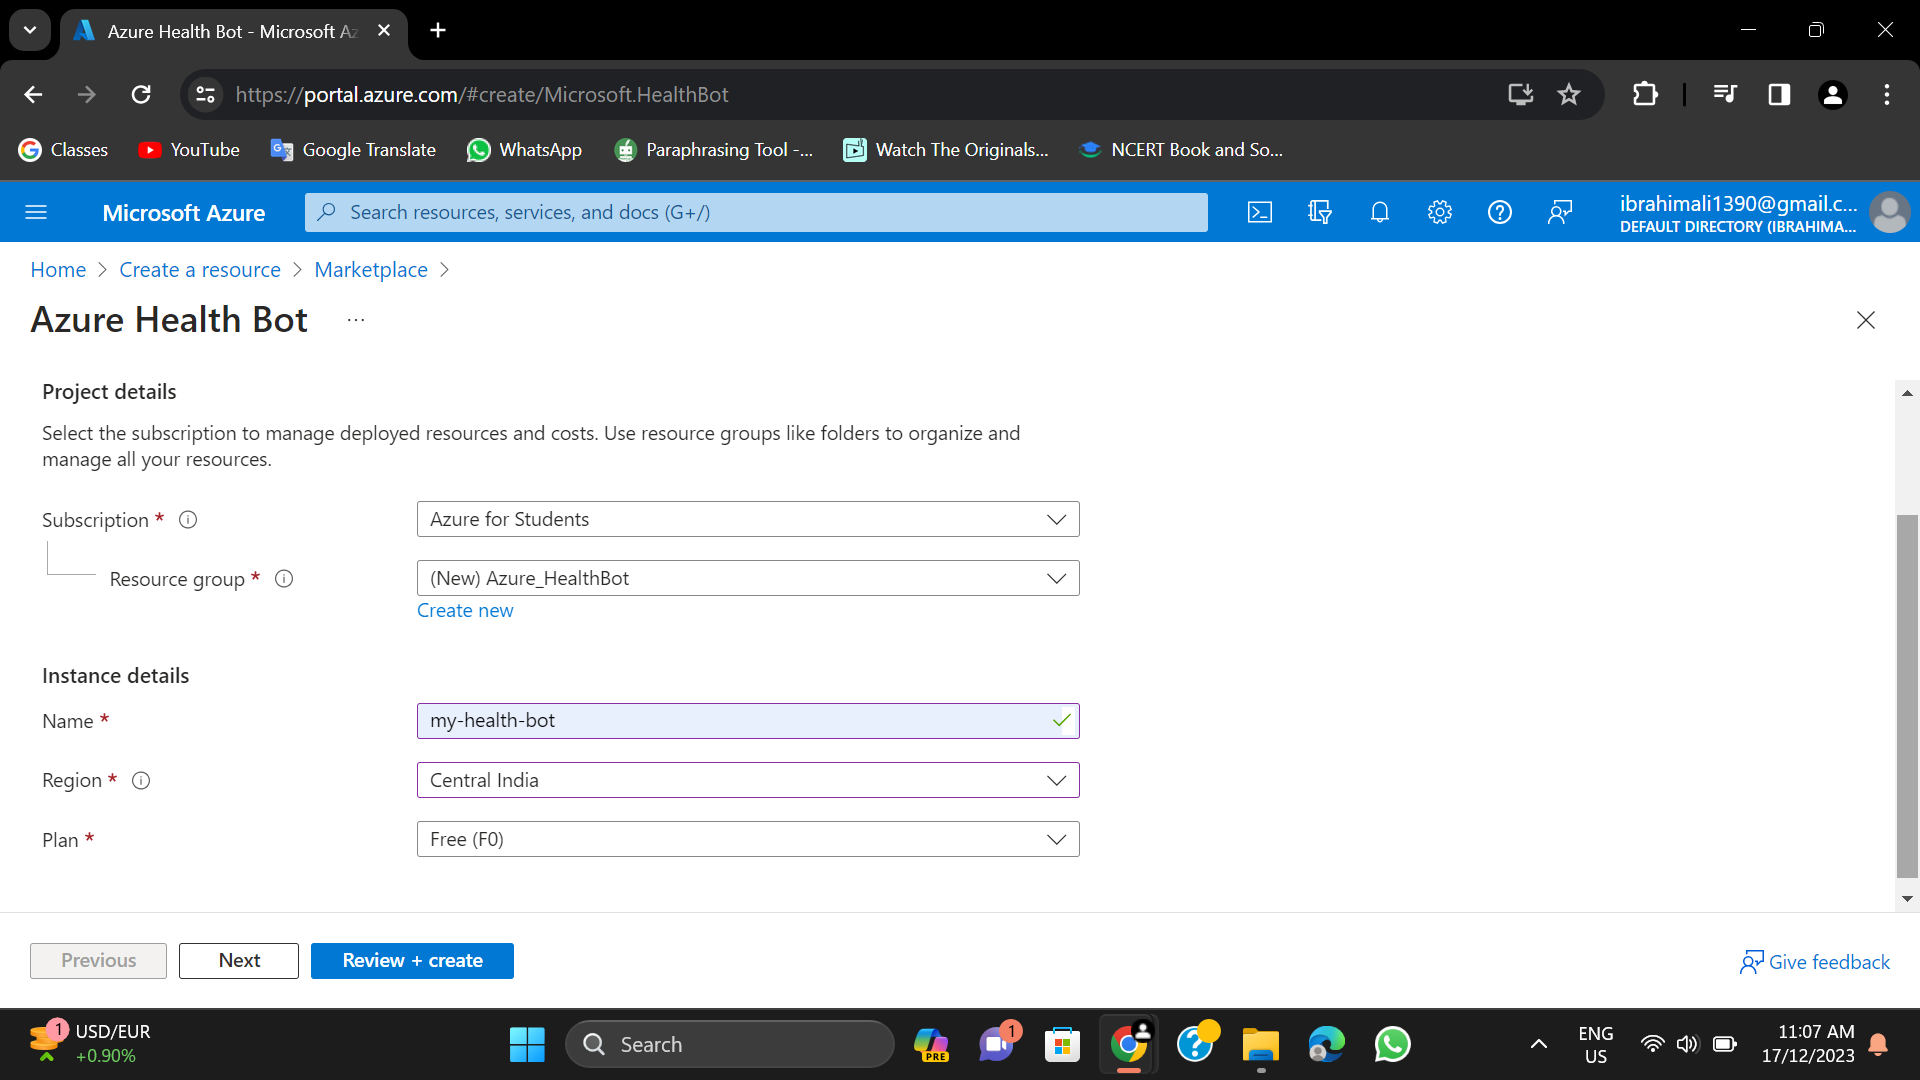 Azure Health Bot - Microsoft Az
https://portal.azure.com/#create/Microsoft.HealthBot
Classes
YouTube
Google Translate
WhatsApp
Paraphrasing Tool -...
Watch The Originals...
NCERT Book and So...
Microsoft Azure
Search resources, services, and docs (G+/)
ibrahimali1390@gmail.c...
DEFAULT DIRECTORY (IBRAHIMA...
Home > Create a resource > Marketplace >
Azure Health Bot ...
Project details
Select the subscription to manage deployed resources and costs. Use resource groups like folders to organize and
manage all your resources.
Subscription *
Azure for Students
Resource group *
(New) Azure_HealthBot
Create new
Instance details
Name *
my-health-bot
Region *
Central India
Plan *
Free (F0)
Previous
Next
Review + create
Give feedback
1
USD/EUR
+0.90%
Search
PRE
1
ENG
US
11:07 AM
17/12/2023